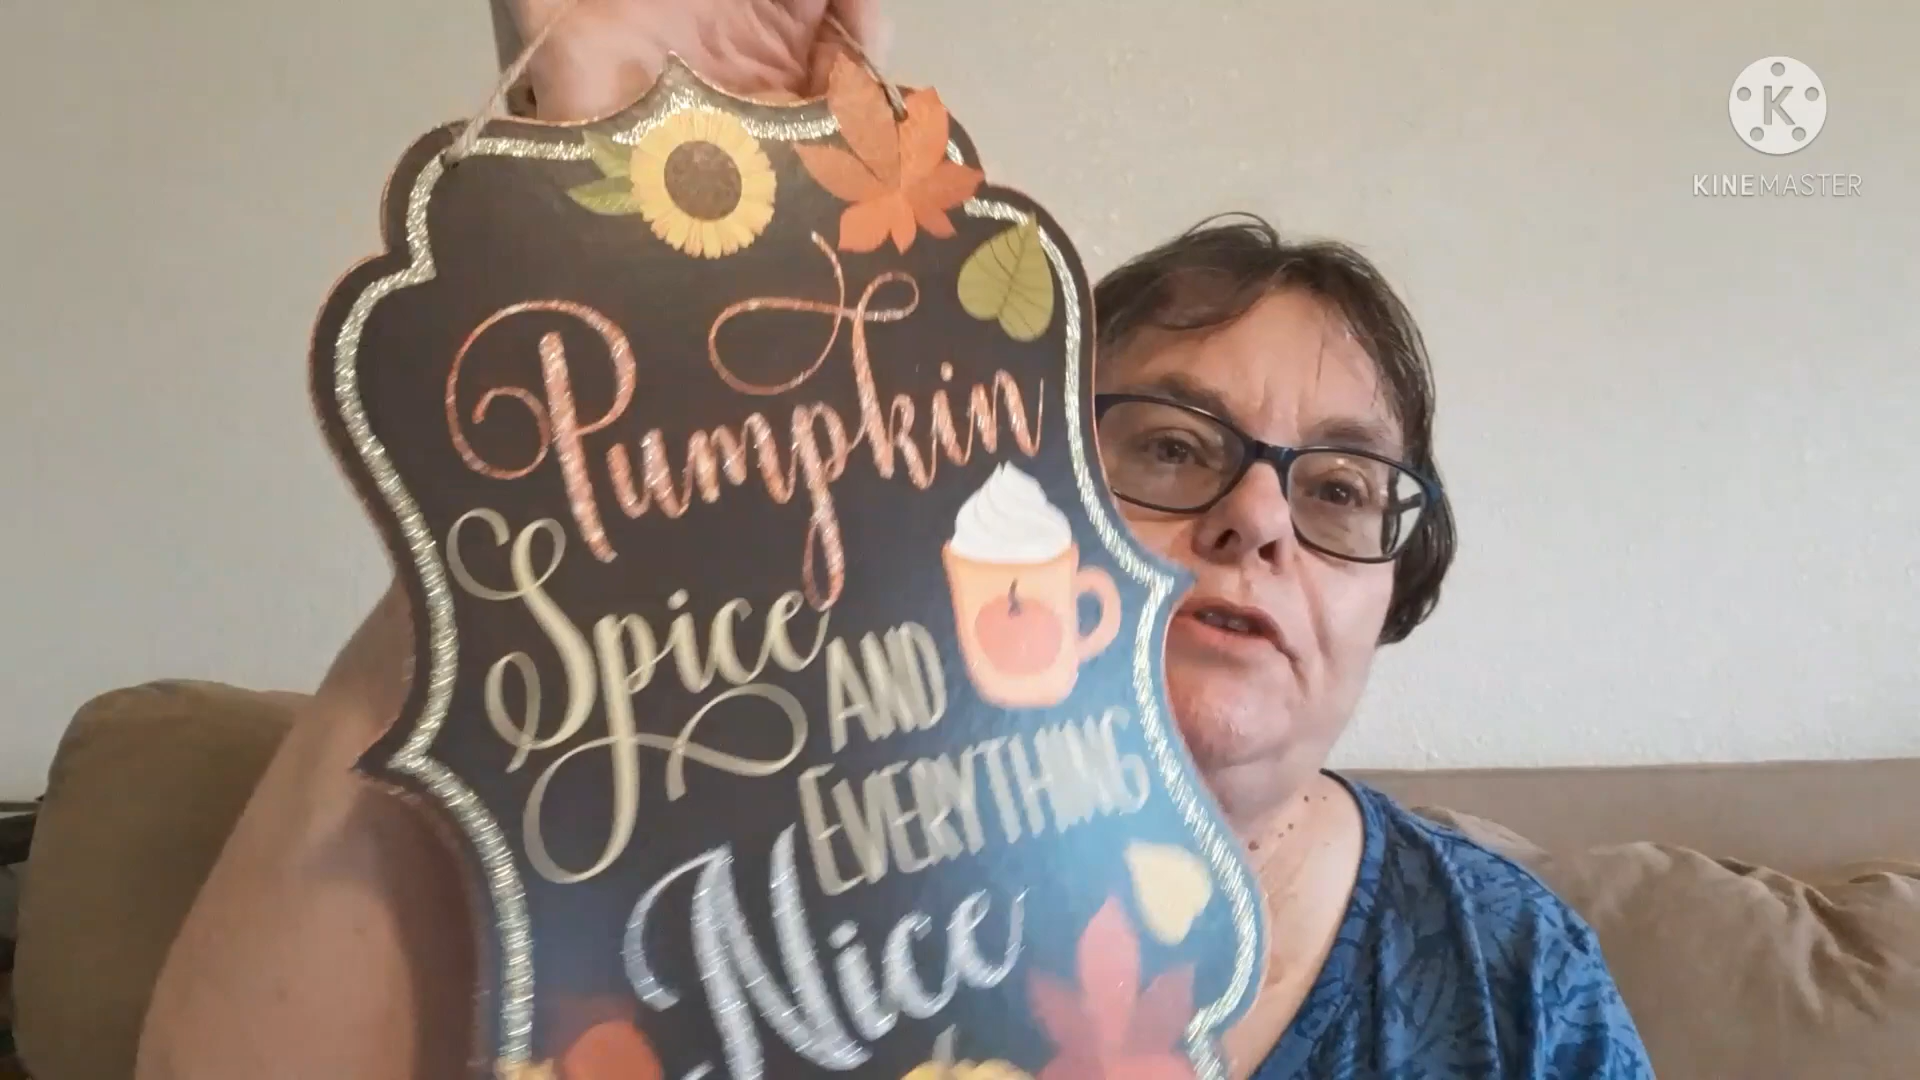 Pumpkin
Spice
AND
EVERYTHING
Nice
K
KINEMASTER